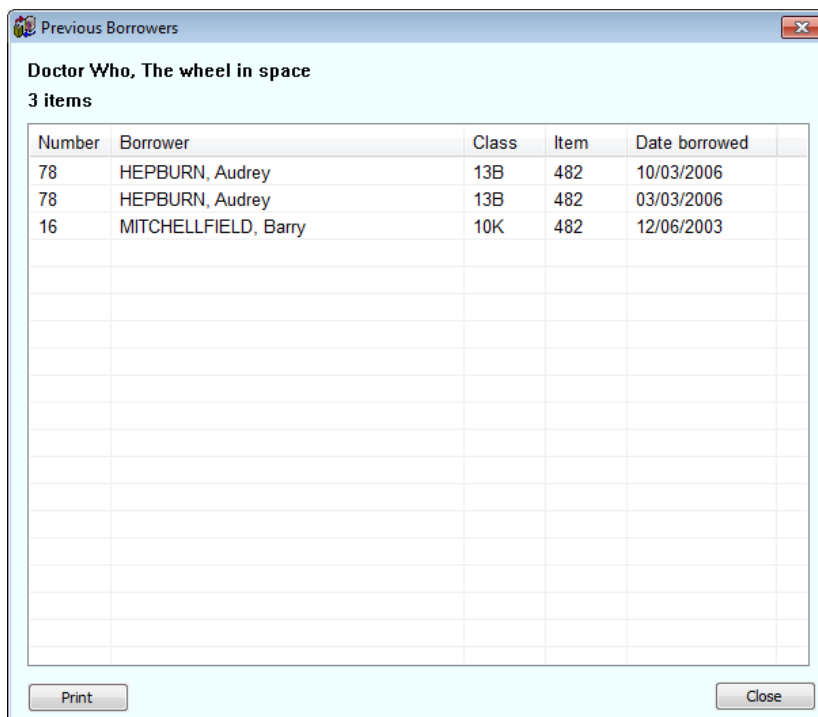 Previous Borrowers
Doctor Who, The wheel in space
3 items
Number Borrower Class Item Date borrowed
78 HEPBURN, Audrey 13B 482 10/03/2006
78 HEPBURN, Audrey 13B 482 03/03/2006
16 MITCHELLFIELD, Barry 10K 482 12/06/2003
Print Close